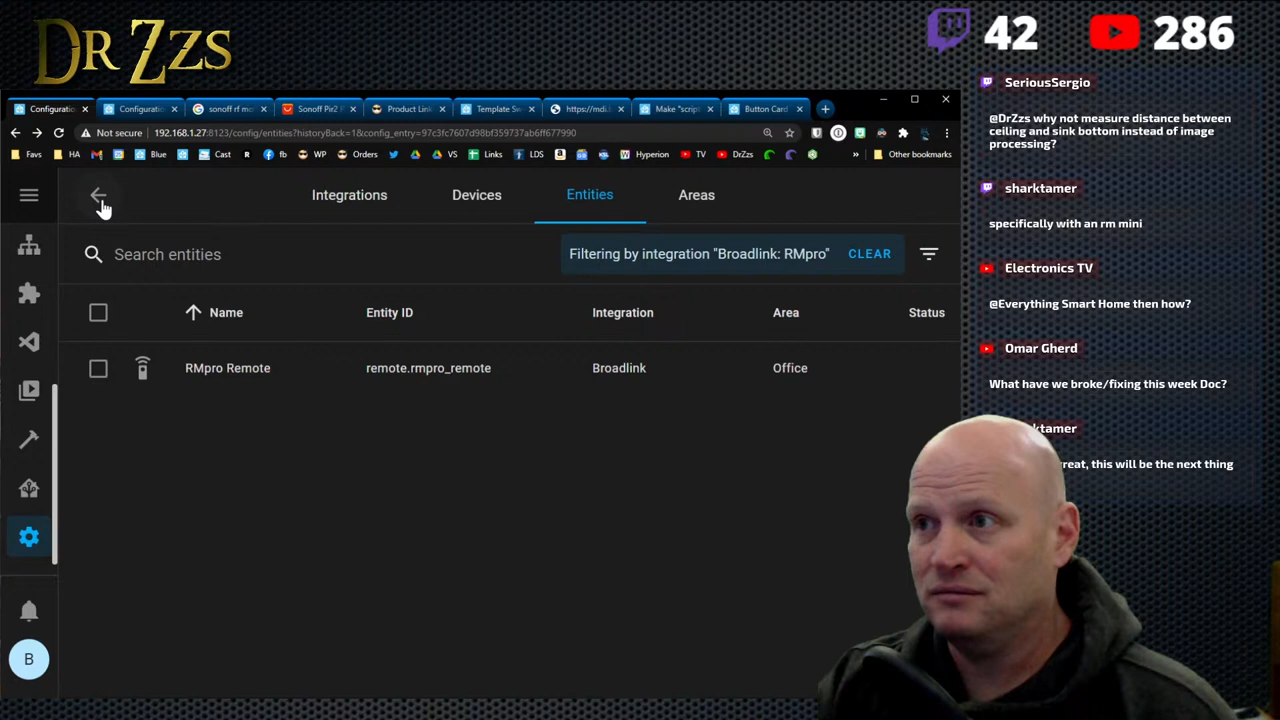 DR ZZS
42
286
Configuratio
Configuratio
sonoff rf mo
Sonoff Pir2 P
Product Link
Template Sw
https://mdi.
Make "script
Button Card
Not secure
192.168.1.27:8123/config/entities?historyBack=1&config_entry=97c3fc7607d98bf359737ab6ff677990
Favs
HA
Blue
Cast
fb
WP
Orders
DA
VS
Links
LDS
Hyperion
TV
DrZzs
»
Other bookmarks
Integrations
Devices
Entities
Areas
Search entities
Filtering by integration "Broadlink: RMpro"
CLEAR
Name
Entity ID
Integration
Area
Status
RMpro Remote
remote.rmpro_remote
Broadlink
Office
B
SeriousSergio
@DrZzs why not measure distance between
ceiling and sink bottom instead of image
processing?
sharktamer
specifically with an rm mini
Electronics TV
@Everything Smart Home then how?
Omar Gherd
What have we broke/fixing this week Doc?
ktamer
reat, this will be the next thing